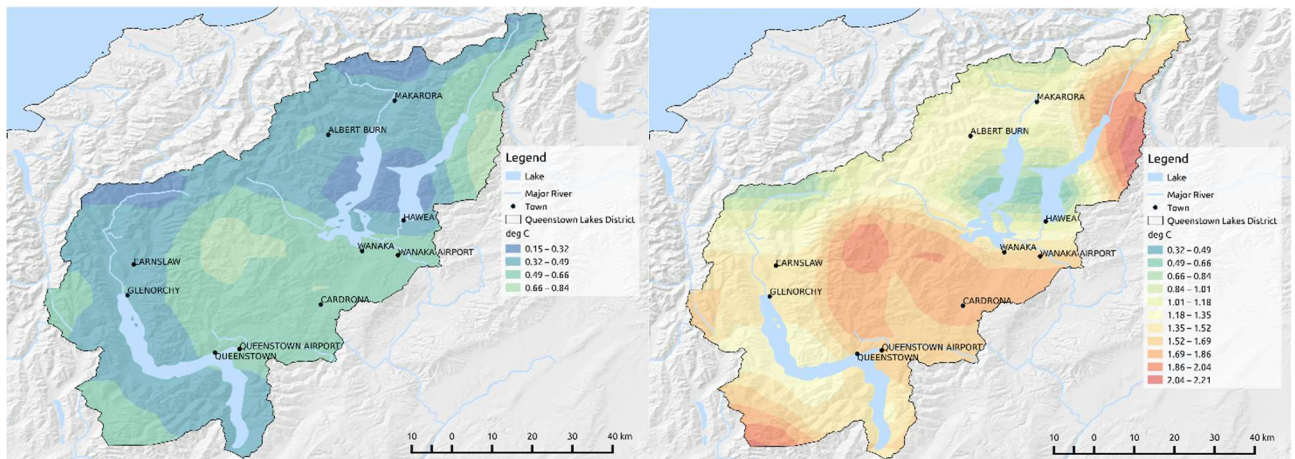 MAKARORA
ALBERT BURN
HAWEA
WANAKA
WANAKA AIRPORT
EARNSLAW
GLENORCHY
CARDRONA
QUEENSTOWN AIRPORT
QUEENSTOWN
Legend
Lake
Major River
Town
Queenstown Lakes District
deg C
0.15 – 0.32
0.32 – 0.49
0.49 – 0.66
0.66 – 0.84
10 0 10 20 30 40 km
MAKARORA
ALBERT BURN
HAWEA
WANAKA
WANAKA AIRPORT
EARNSLAW
GLENORCHY
CARDRONA
QUEENSTOWN AIRPORT
QUEENSTOWN
Legend
Lake
Major River
Town
Queenstown Lakes District
deg C
0.32 – 0.49
0.49 – 0.66
0.66 – 0.84
0.84 – 1.01
1.01 – 1.18
1.18 – 1.35
1.35 – 1.52
1.52 – 1.69
1.69 – 1.86
1.86 – 2.04
2.04 – 2.21
10 0 10 20 30 40 km